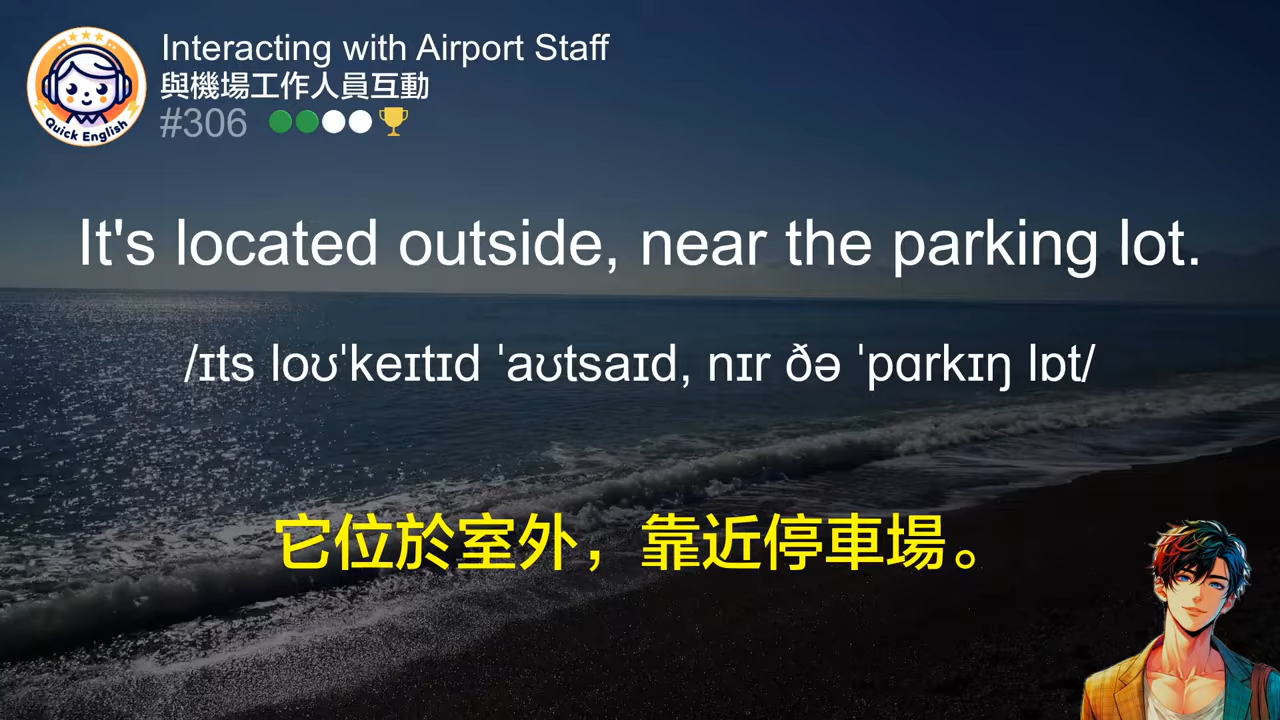 Interacting with Airport Staff
與機場工作人員互動
#306
Quick English
It's located outside, near the parking lot.
/ɪts loʊˈkeɪtɪd ˈaʊtsaɪd, nɪr ðə ˈpɑrkɪŋ lɒt/
它位於室外，靠近停車場。